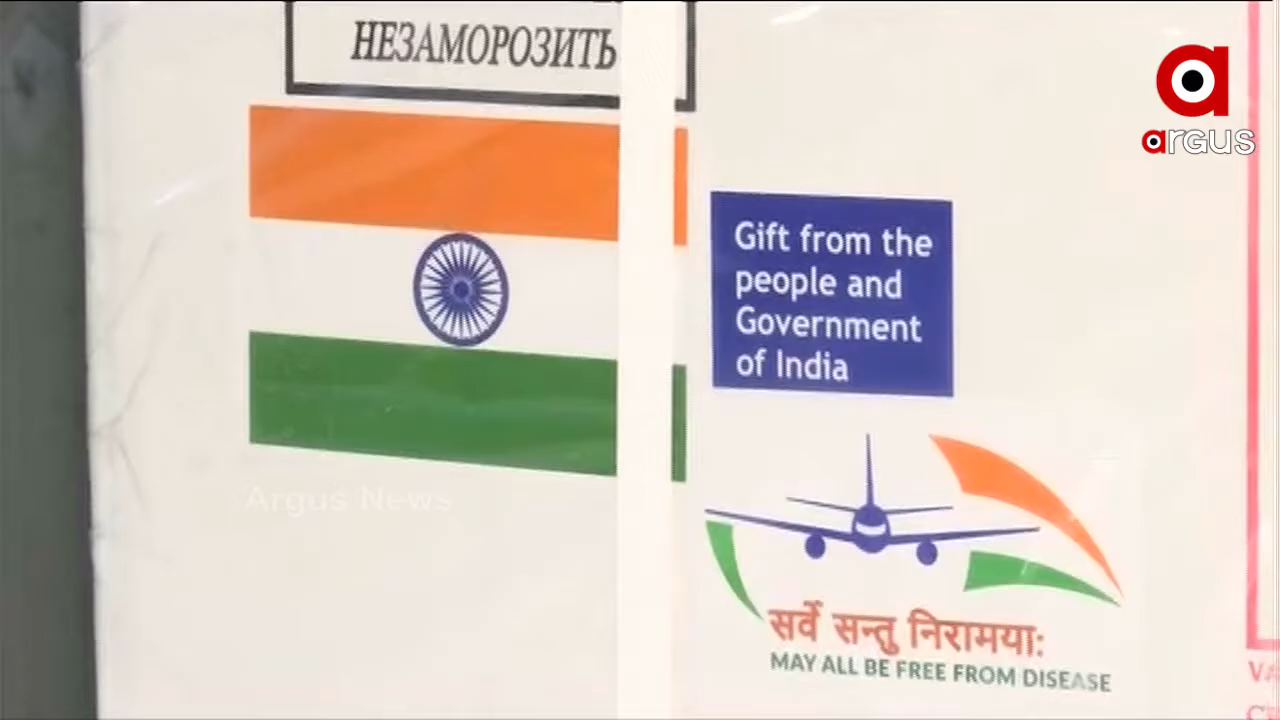 НЕЗАМОРОЗИТЬ
argus
Gift from the
people and
Government
of India
Argus News
सर्वे सन्तु निरामया:
MAY ALL BE FREE FROM DISEASE